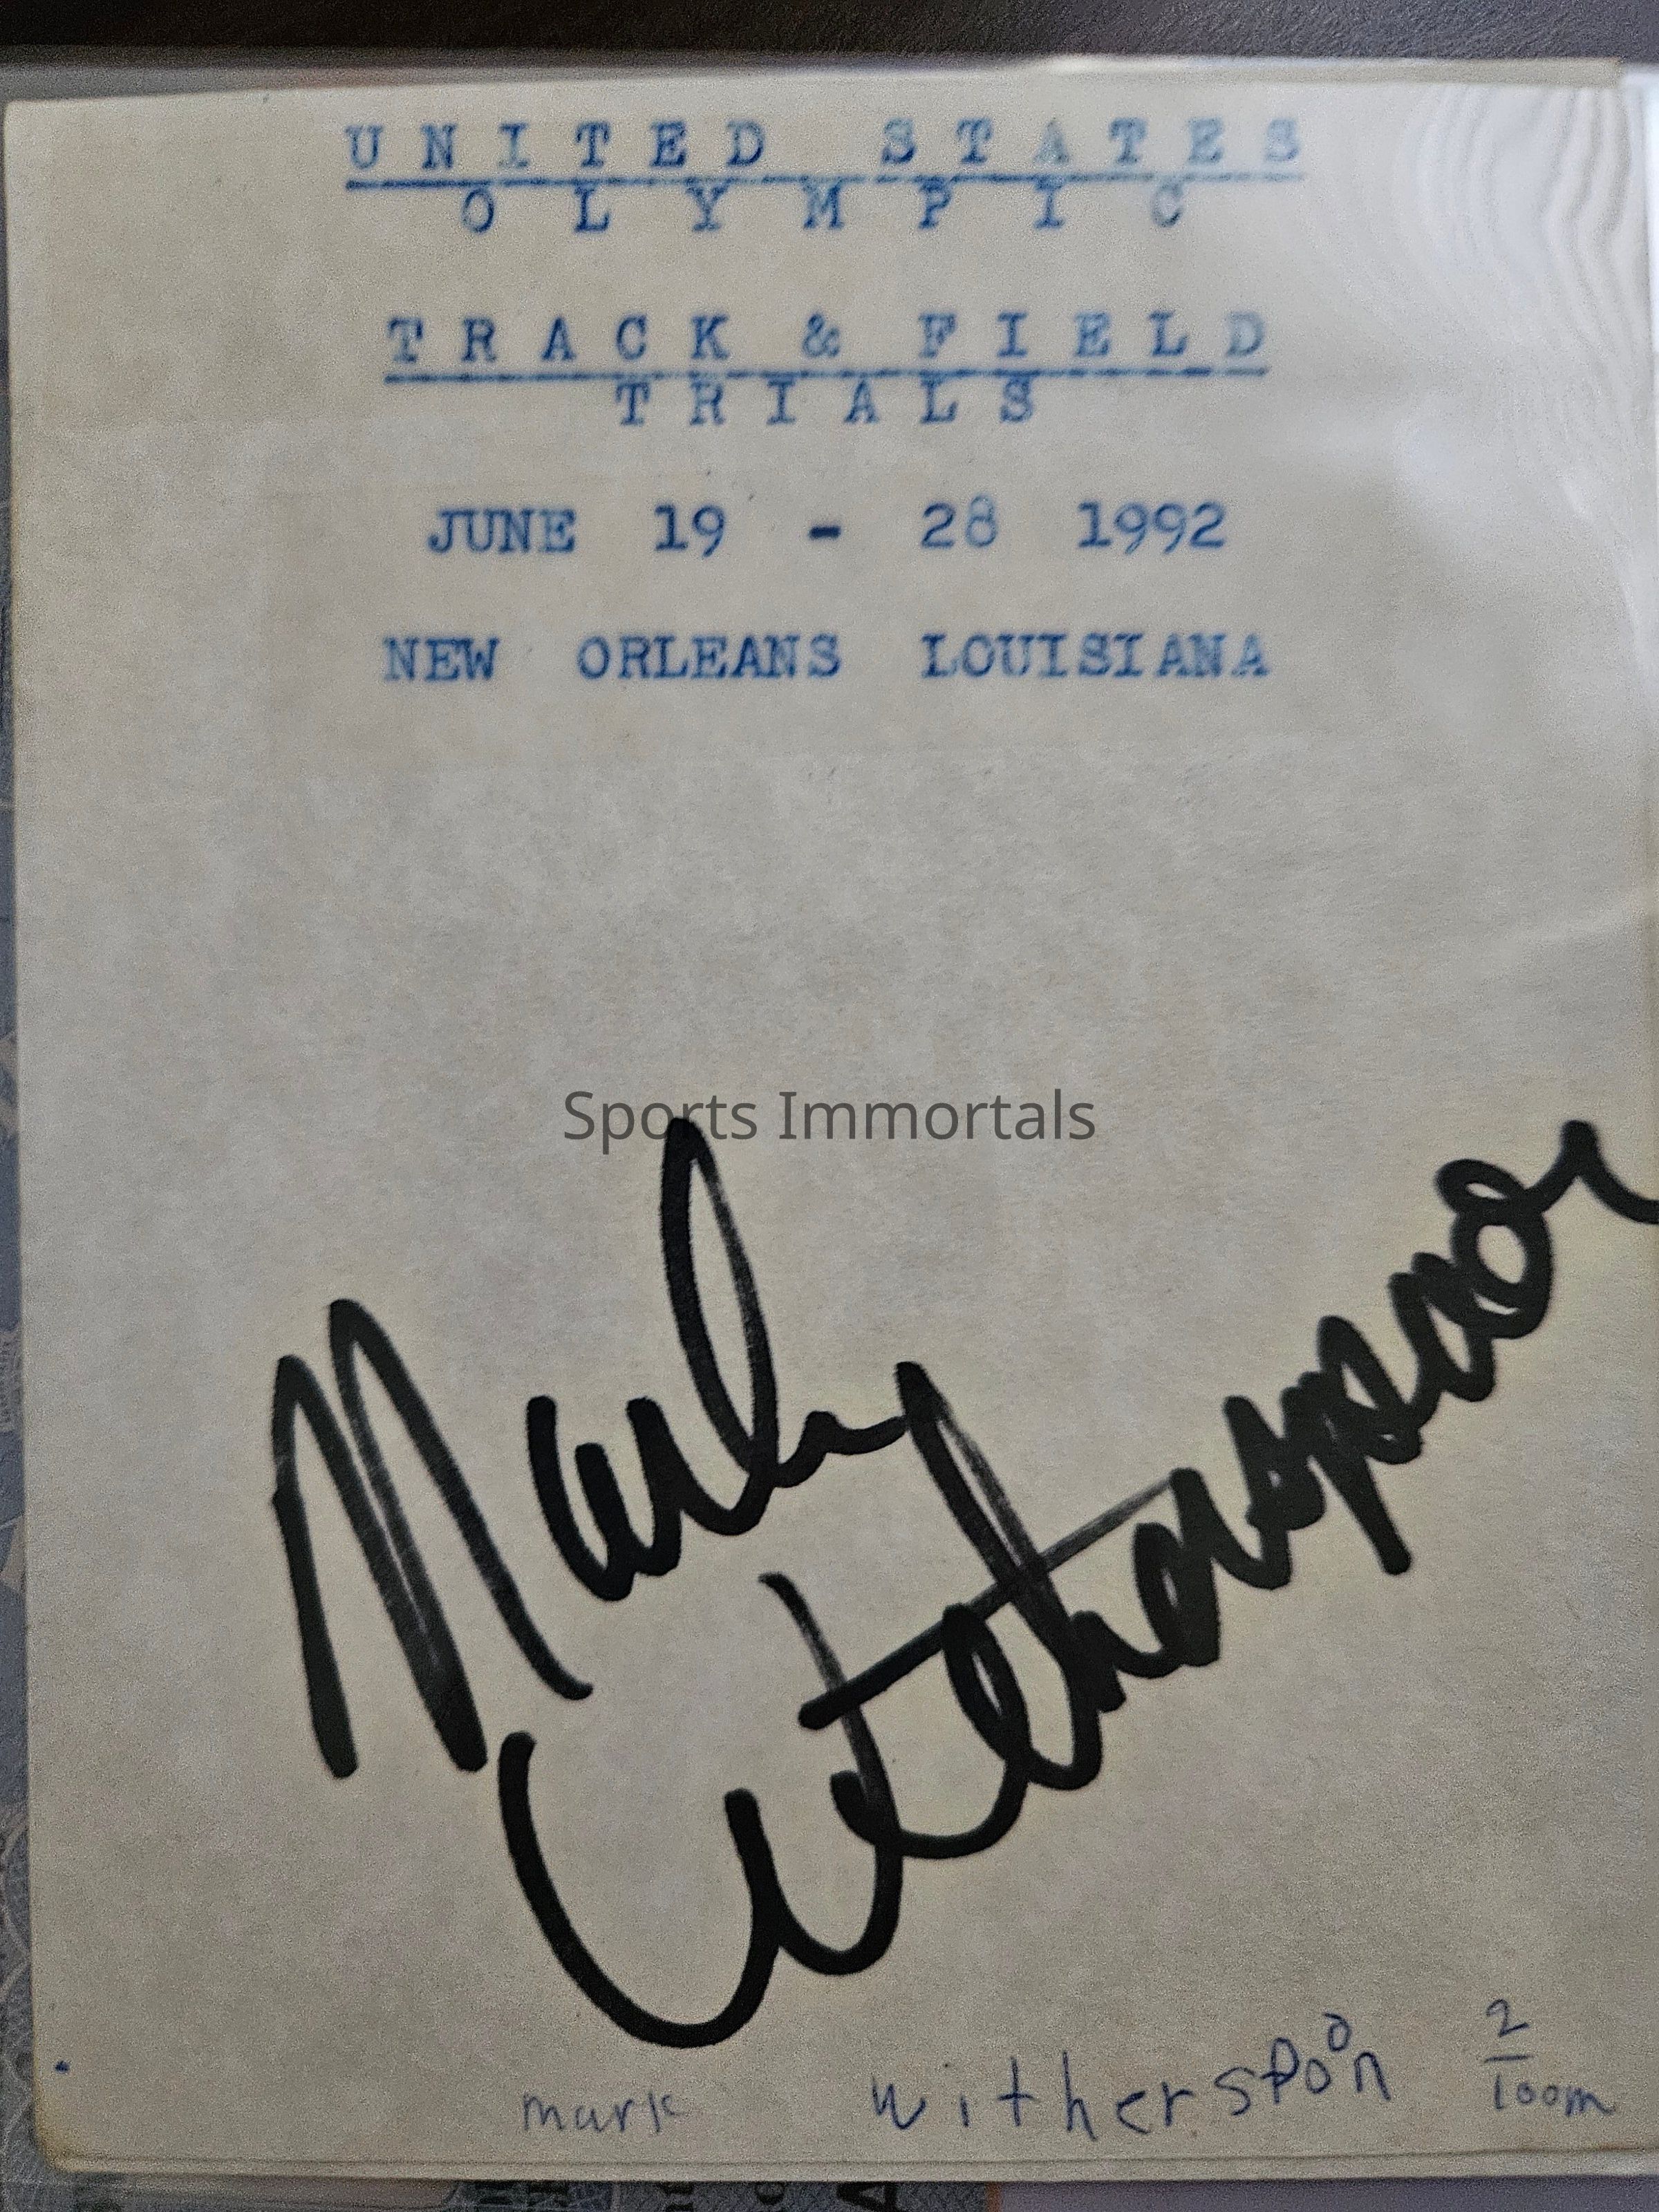 UNITED STATES
OLYMPIC
TRACK & FIELD
TRIALS
JUNE 19 - 28 1992
NEW ORLEANS LOUISIANA
Sports Immortals
Mark
Witherspoon
mark witherspoon 2/100m